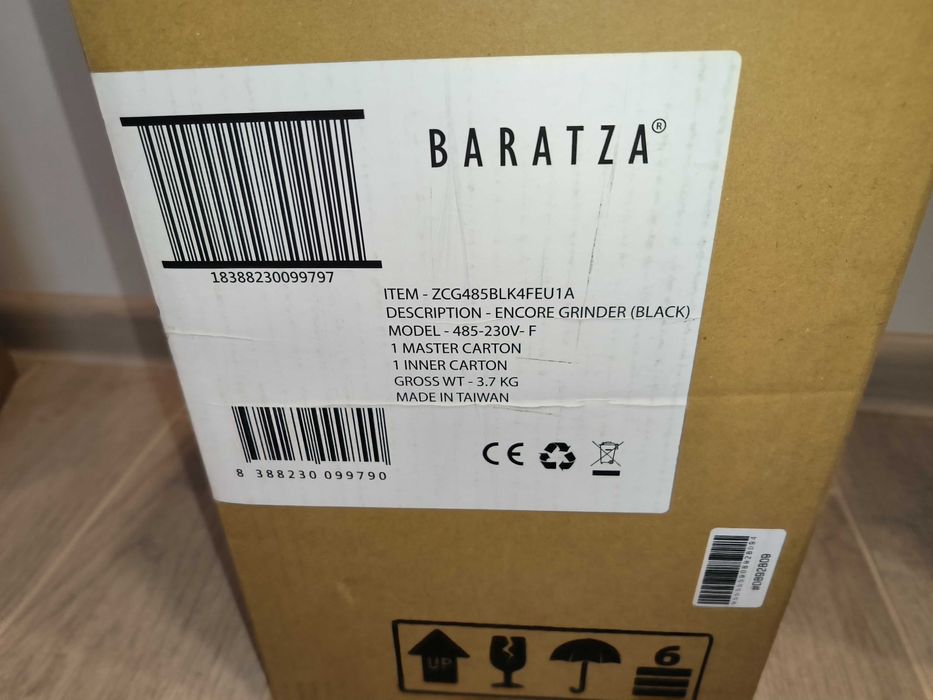 BARATZA®
18388230099797
ITEM - ZCG485BLK4FEU1A
DESCRIPTION - ENCORE GRINDER (BLACK)
MODEL - 485-230V- F
1 MASTER CARTON
1 INNER CARTON
GROSS WT - 3.7 KG
MADE IN TAIWAN
8 388230 099790
CE
#0892809
UP
6